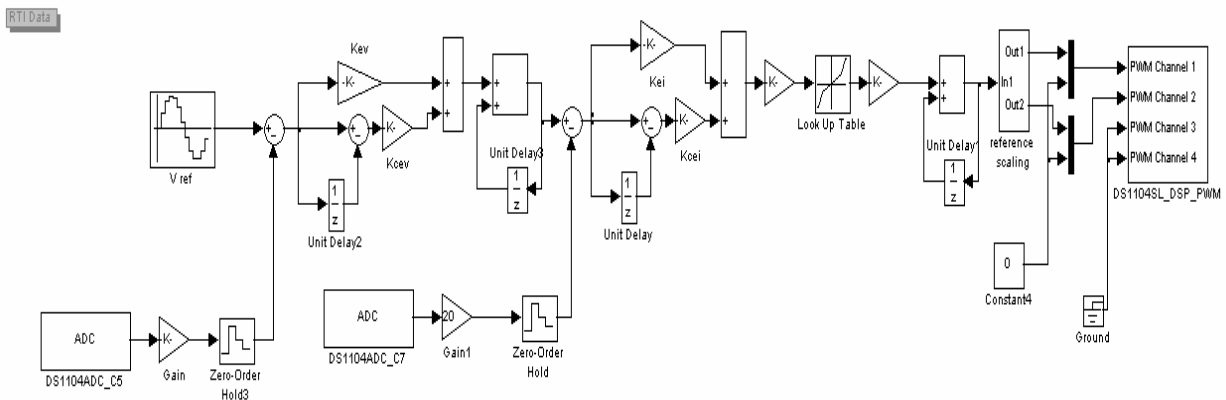 RTI Data
Kev
-K-
K-
Kcev
V ref
1
z
Unit Delay2
Unit Delay3
1
z
-K-
Kei
K-
Kcei
1
z
Unit Delay
K-
Look Up Table
K-
Unit Delay1
1
z
Out1
In1
Out2
reference
scaling
PWM Channel 1
PWM Channel 2
PWM Channel 3
PWM Channel 4
DS1104SL_DSP_PWM
0
Constant4
Ground
ADC
DS1104ADC_C5
K-
Gain
Zero-Order
Hold3
ADC
DS1104ADC_C7
20
Gain1
Zero-Order
Hold